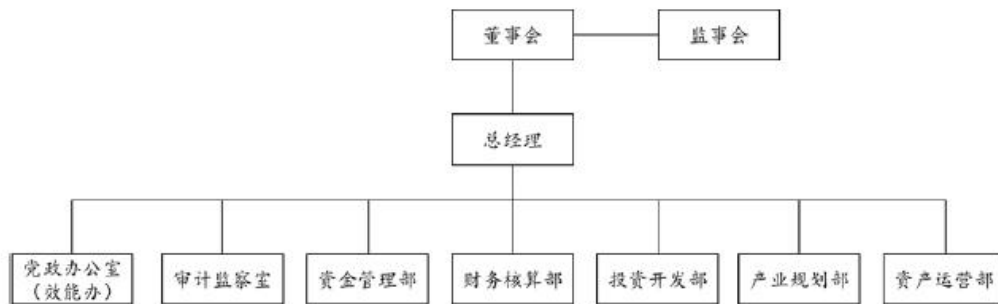 董事会
监事会
总经理
党政办公室
（效能办）
审计监察室
资金管理部
财务核算部
投资开发部
产业规划部
资产运营部